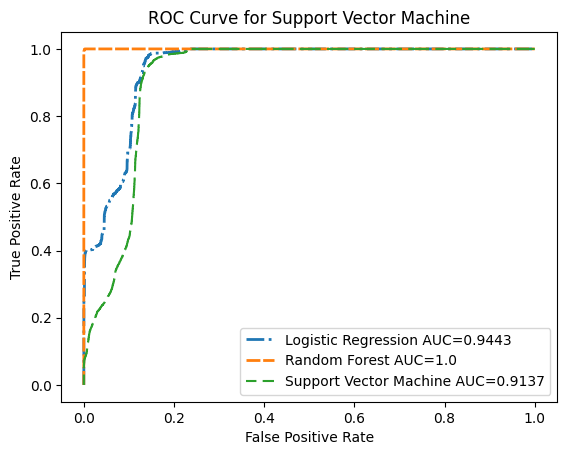 ROC Curve for Support Vector Machine
1.0
0.8
0.6
0.4
0.2
0.0
True Positive Rate
Logistic Regression AUC=0.9443
Random Forest AUC=1.0
Support Vector Machine AUC=0.9137
0.0 0.2 0.4 0.6 0.8 1.0
False Positive Rate